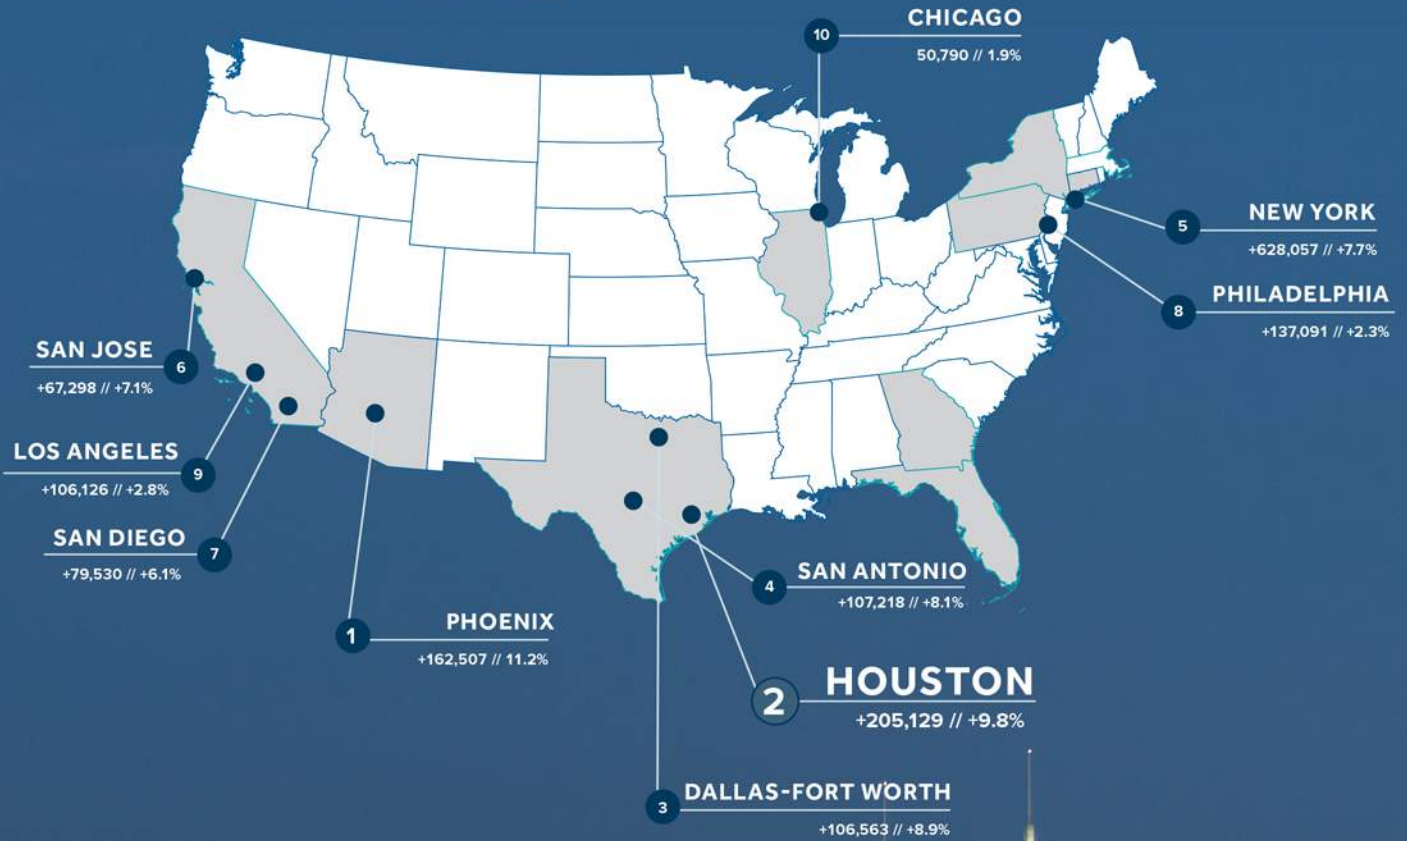 10
CHICAGO
50,790 // 1.9%
5
NEW YORK
+628,057 // +7.7%
8
PHILADELPHIA
+137,091 // +2.3%
SAN JOSE
6
+67,298 // +7.1%
LOS ANGELES
9
+106,126 // +2.8%
SAN DIEGO
7
+79,530 // +6.1%
4
SAN ANTONIO
+107,218 // +8.1%
1
PHOENIX
+162,507 // 11.2%
2
HOUSTON
+205,129 // +9.8%
3
DALLAS-FORT WORTH
+106,563 // +8.9%